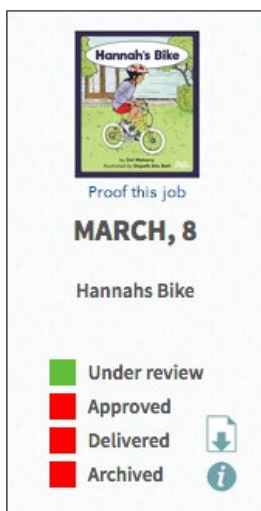 Hannah's Bike
Proof this job
MARCH, 8
Hannahs Bike
Under review
Approved
Delivered
Archived